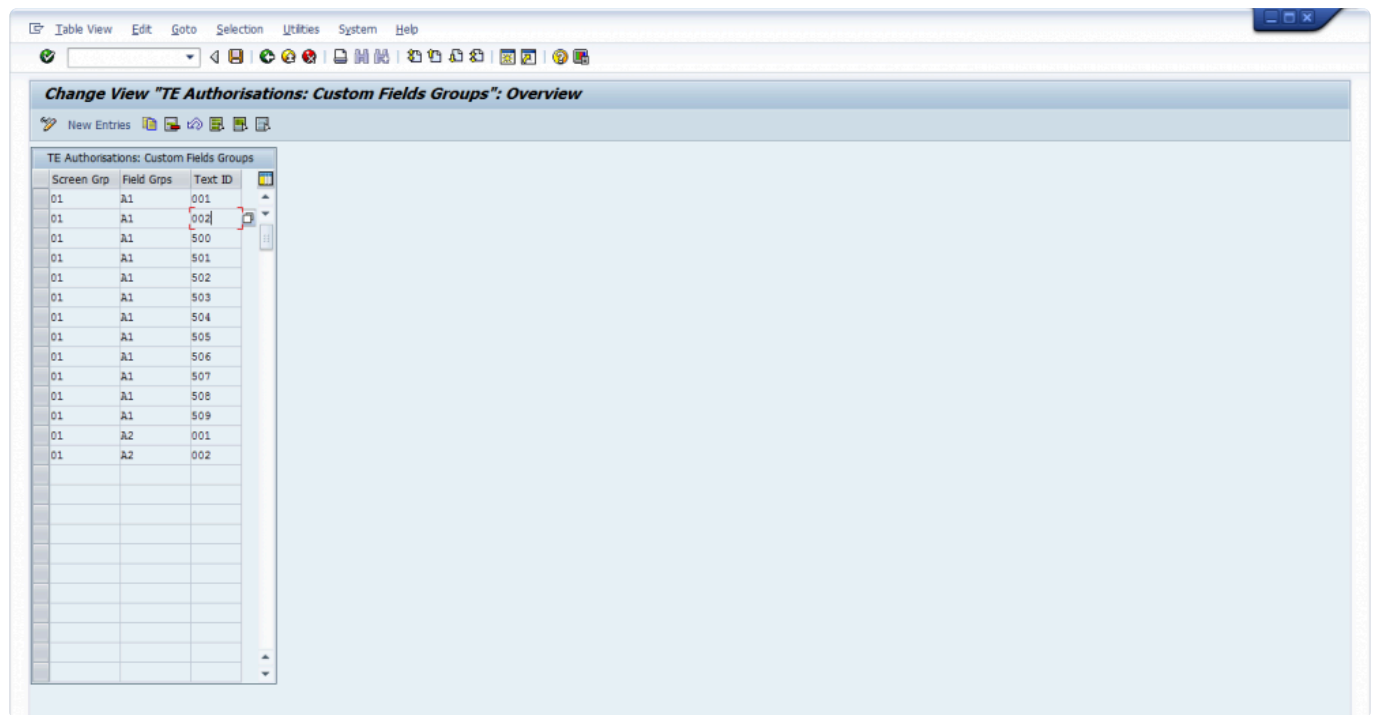 Table View Edit Goto Selection Utilities System Help
Change View "TE Authorisations: Custom Fields Groups": Overview
New Entries
TE Authorisations: Custom Fields Groups
Screen Grp Field Grps Text ID
01 A1 001
01 A1 002
01 A1 500
01 A1 501
01 A1 502
01 A1 503
01 A1 504
01 A1 505
01 A1 506
01 A1 507
01 A1 508
01 A1 509
01 A2 001
01 A2 002